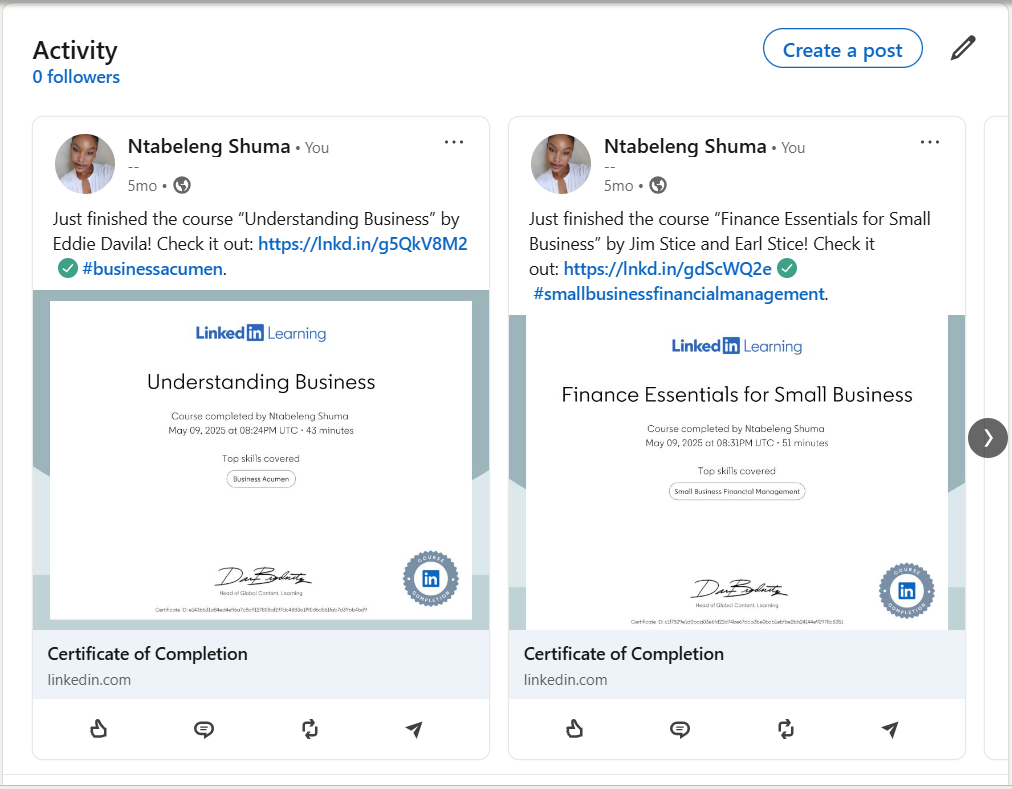 Activity
0 followers
Create a post
Ntabeleng Shuma • You
--
5mo •
Just finished the course “Understanding Business” by
Eddie Davila! Check it out: https://lnkd.in/g5QkV8M2
#businessacumen.
Linked in Learning
Understanding Business
Course completed by Ntabeleng Shuma
May 09, 2025 at 08:24PM UTC • 43 minutes
Top skills covered
Business Acumen
Head of Global Content, Learning
Certificate ID:
COURSE COMPLETION
in
Certificate of Completion
linkedin.com
Ntabeleng Shuma • You
--
5mo •
Just finished the course “Finance Essentials for Small
Business” by Jim Stice and Earl Stice! Check it
out: https://lnkd.in/gdScWQ2e
#smallbusinessfinancialmanagement.
Linked in Learning
Finance Essentials for Small Business
Course completed by Ntabeleng Shuma
May 09, 2025 at 08:31PM UTC • 51 minutes
Top skills covered
Small Business Financial Management
Head of Global Content, Learning
Certificate ID:
COURSE COMPLETION
in
Certificate of Completion
linkedin.com